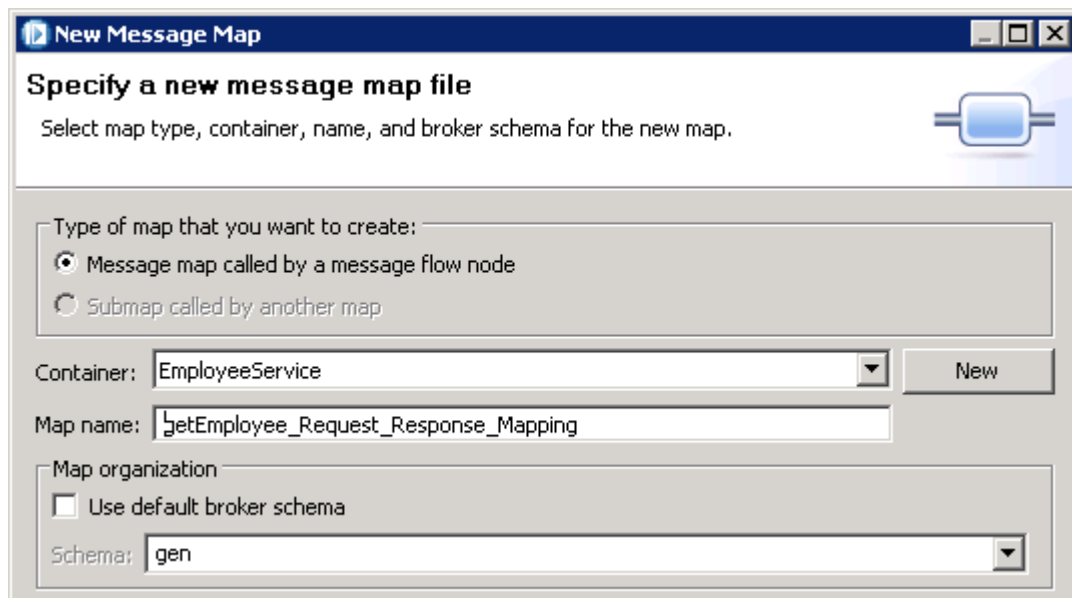 New Message Map
Specify a new message map file
Select map type, container, name, and broker schema for the new map.
Type of map that you want to create:
Message map called by a message flow node
Submap called by another map
Container: EmployeeService New
Map name: getEmployee_Request_Response_Mapping
Map organization
Use default broker schema
Schema: gen